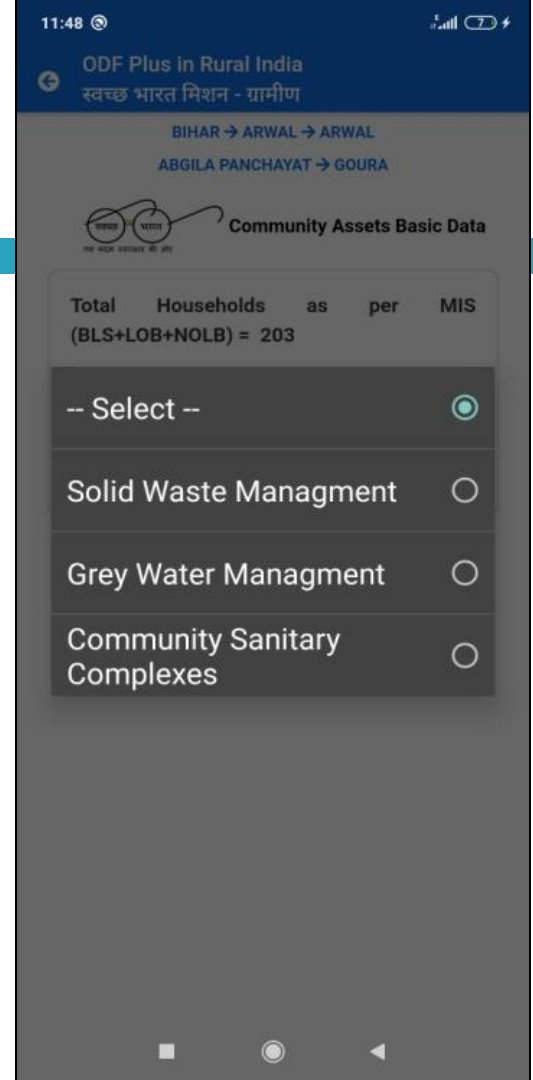 11:48
7
ODF Plus in Rural India
स्वच्छ भारत मिशन - ग्रामीण
BIHAR → ARWAL → ARWAL
ABGILA PANCHAYAT → GOURA
स्वच्छ भारत
Community Assets Basic Data
Total Households as per MIS
(BLS+LOB+NOLB) = 203
-- Select --
Solid Waste Managment
Grey Water Managment
Community Sanitary
Complexes